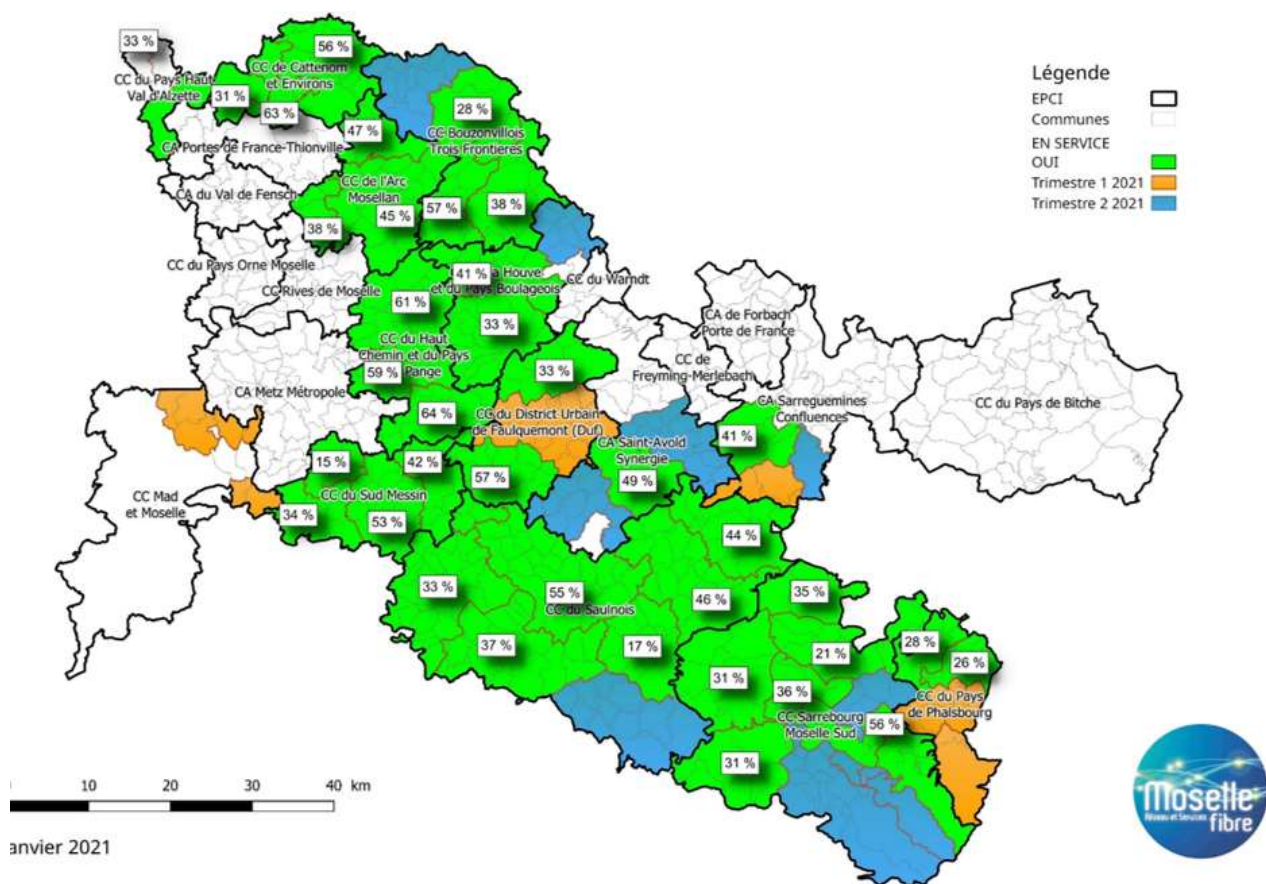 33 %
56 %
CC du Pays Haut
Val d'Alzette
CC de Cattenom
et Environs
31 %
63 %
28 %
CC Bouzonvillois
Trois Frontières
47 %
CA Portes de France-Thionville
CC de l'Arc
Mosellan
CA du Val de Fensch
45 %
57 %
38 %
38 %
CC du Pays Orne Moselle
CC Rives de Moselle
41 %
a Houve
et du Pays Boulageois
CC du Warndt
61 %
33 %
CA de Forbach
Porte de France
CC du Haut
Chemin et du Pays
Pange
59 %
33 %
CC de
Freyming-Merlebach
CA Metz Métropole
64 %
CC du District Urbain
de Faulquemont (Duf)
CA Sarreguemines
Confluences
CC du Pays de Bitche
41 %
CA Saint-Avold
Synergie
15 %
42 %
57 %
49 %
CC du Sud Messin
CC Mad
et Moselle
34 %
53 %
44 %
33 %
55 %
CC du Saulnois
46 %
35 %
37 %
17 %
21 %
28 %
26 %
31 %
36 %
CC du Pays
de Phalsbourg
CC Sarrebourg
Moselle Sud
56 %
31 %
Légende
EPCI
Communes
EN SERVICE
OUI
Trimestre 1 2021
Trimestre 2 2021
10 20 30 40 km
anvier 2021
Moselle
Réseau et Services
fibre